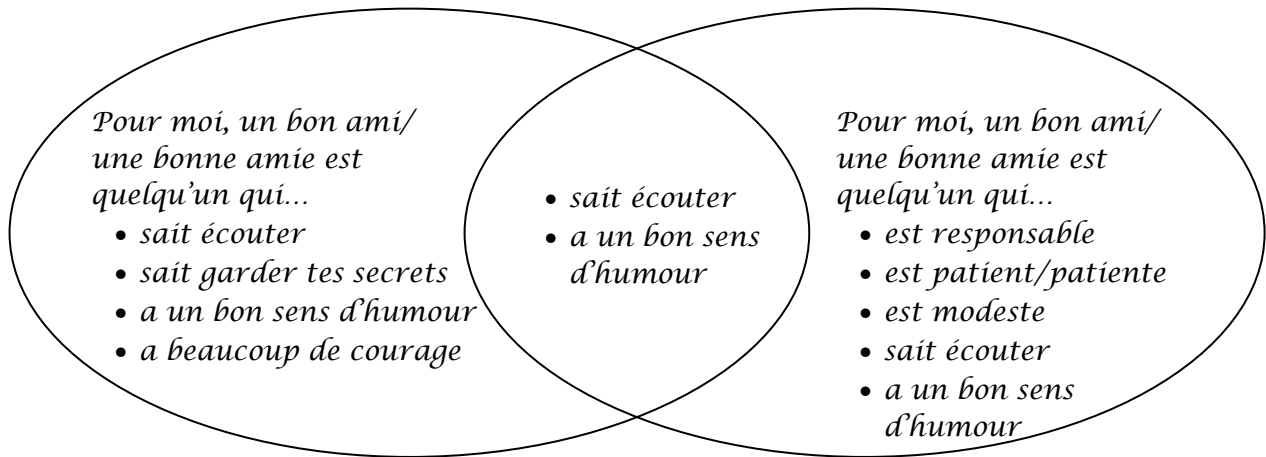 Pour moi, un bon ami/
une bonne amie est
quelqu'un qui…
• sait écouter
• sait garder tes secrets
• a un bon sens d'humour
• a beaucoup de courage
• sait écouter
• a un bon sens
d'humour
Pour moi, un bon ami/
une bonne amie est
quelqu'un qui…
• est responsable
• est patient/patiente
• est modeste
• sait écouter
• a un bon sens
d'humour